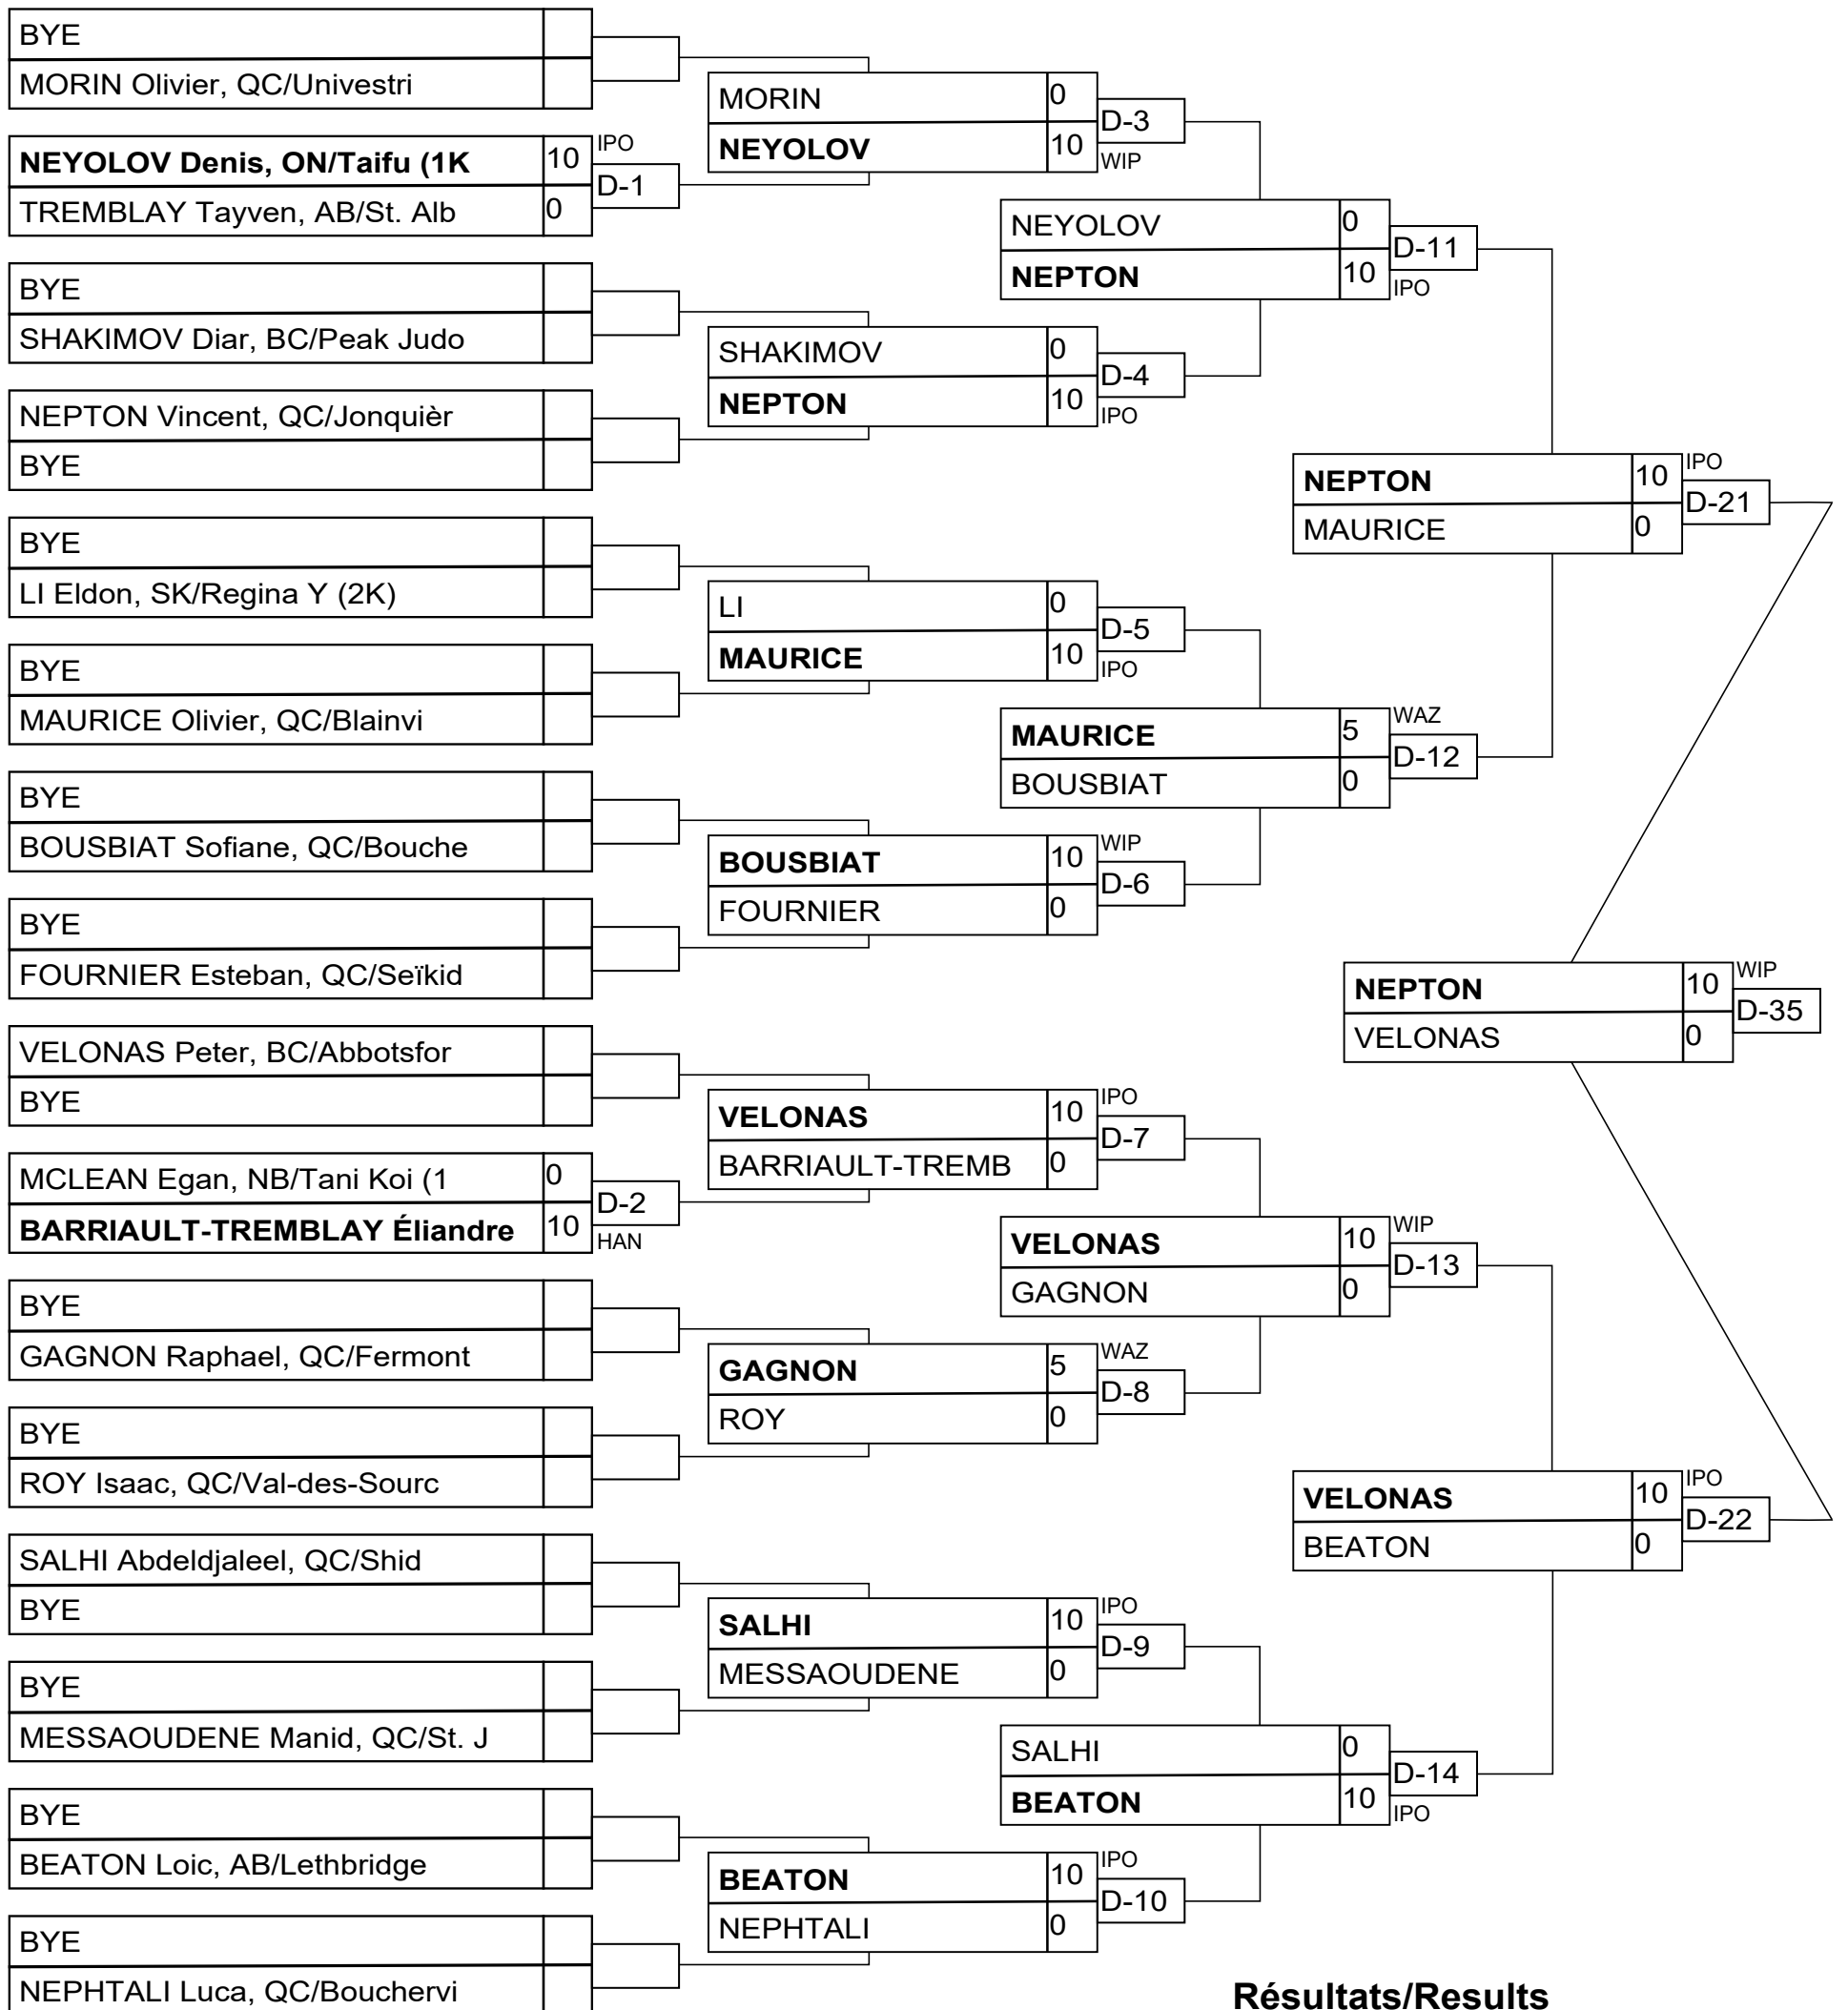 BYE
MORIN Olivier, QC/Univestri
NEYOLOV Denis, ON/Taifu (1K 10 IPO
D-1
TREMBLAY Tayven, AB/St. Alb 0
BYE
SHAKIMOV Diar, BC/Peak Judo
NEPTON Vincent, QC/Jonquièr
BYE
BYE
LI Eldon, SK/Regina Y (2K)
BYE
MAURICE Olivier, QC/Blainvi
BYE
BOUSBIAT Sofiane, QC/Bouche
BYE
FOURNIER Esteban, QC/Seïkid
VELONAS Peter, BC/Abbotsfor
BYE
MCLEAN Egan, NB/Tani Koi (1 0
D-2
BARRIAULT-TREMBLAY Éliandre 10 HAN
BYE
GAGNON Raphael, QC/Fermont
BYE
ROY Isaac, QC/Val-des-Sourc
SALHI Abdeldjaleel, QC/Shid
BYE
BYE
MESSAOUDENE Manid, QC/St. J
BYE
BEATON Loic, AB/Lethbridge
BYE
NEPHTALI Luca, QC/Bouchervi
MORIN 0
D-3
NEYOLOV 10 WIP
SHAKIMOV 0
D-4
NEPTON 10 IPO
LI 0
D-5
MAURICE 10 IPO
BOUSBIAT 10 WIP
D-6
FOURNIER 0
VELONAS 10 IPO
D-7
BARRIAULT-TREMB 0
GAGNON 5 WAZ
D-8
ROY 0
SALHI 10 IPO
D-9
MESSAOUDENE 0
BEATON 10 IPO
D-10
NEPHTALI 0
NEYOLOV 0
D-11
NEPTON 10 IPO
MAURICE 5 WAZ
D-12
BOUSBIAT 0
VELONAS 10 WIP
D-13
GAGNON 0
SALHI 0
D-14
BEATON 10 IPO
NEPTON 10 IPO
D-21
MAURICE 0
VELONAS 10 IPO
D-22
BEATON 0
NEPTON 10 WIP
D-35
VELONAS 0
Résultats/Results